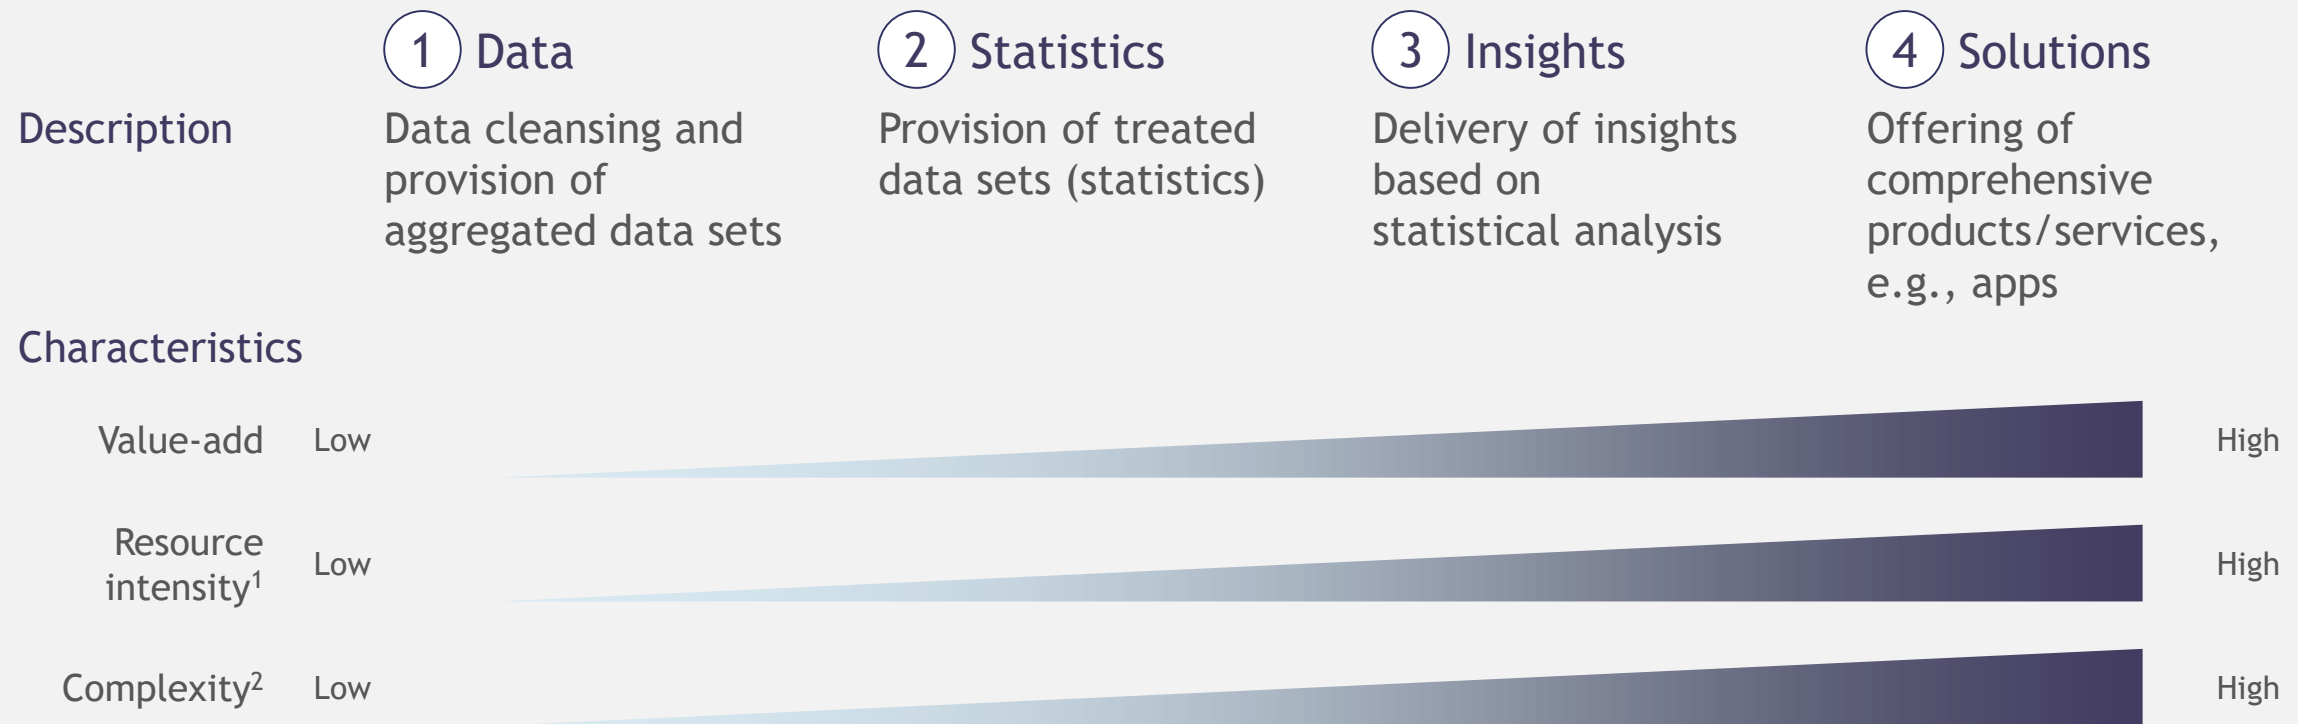 1 Data
2 Statistics
3 Insights
4 Solutions
Description
Data cleansing and
provision of
aggregated data sets
Provision of treated
data sets (statistics)
Delivery of insights
based on
statistical analysis
Offering of
comprehensive
products/services,
e.g., apps
Characteristics
Value-add Low High
Resource
intensity¹ Low High
Complexity² Low High